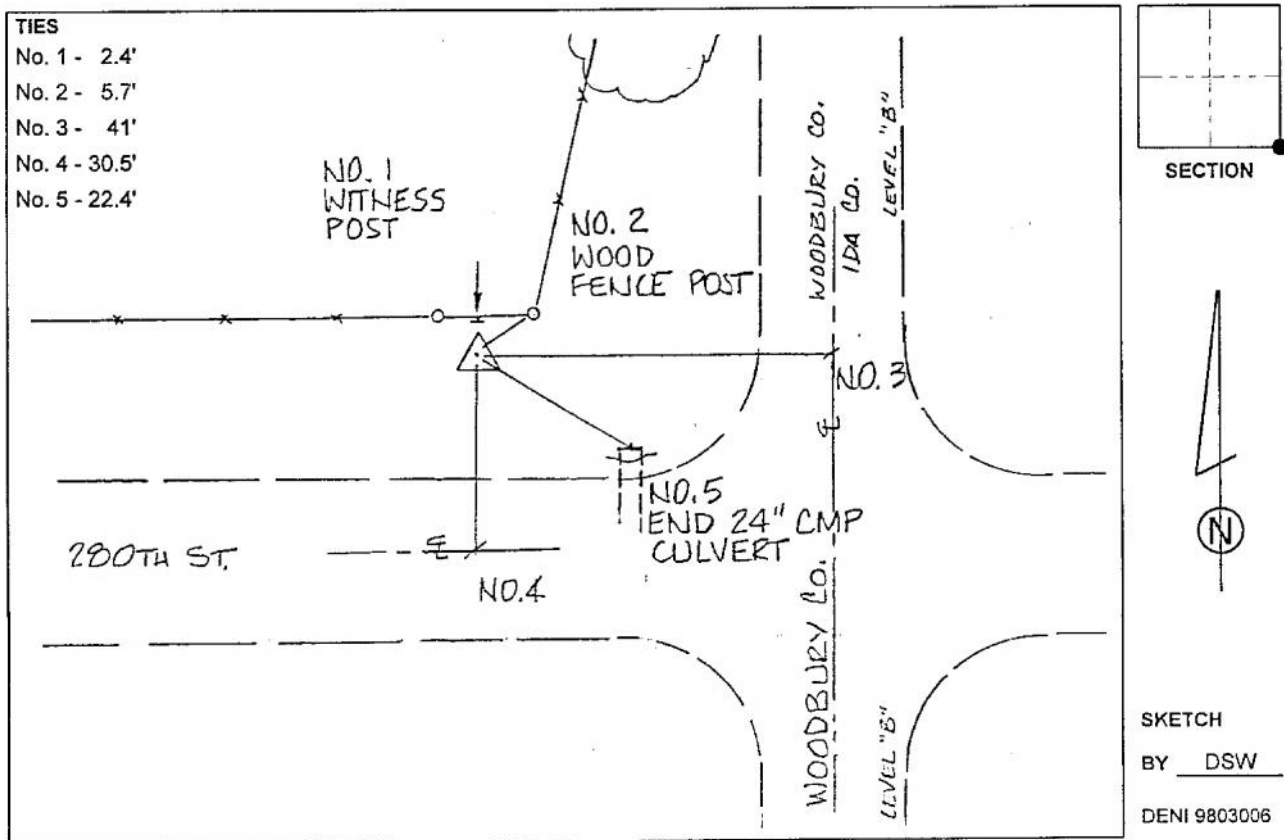 TIES
No. 1 - 2.4'
No. 2 - 5.7'
No. 3 - 41'
No. 4 - 30.5'
No. 5 - 22.4'
NO. 1
WITNESS
POST
NO. 2
WOOD
FENCE POST
WOODBURY CO.
IDA CO.
LEVEL "B"
SECTION
NO. 3
℄
NO. 5
END 24" CMP
CULVERT
280TH ST.
℄
NO. 4
WOODBURY CO.
LEVEL "B"
N
SKETCH
BY DSW
DENI 9803006